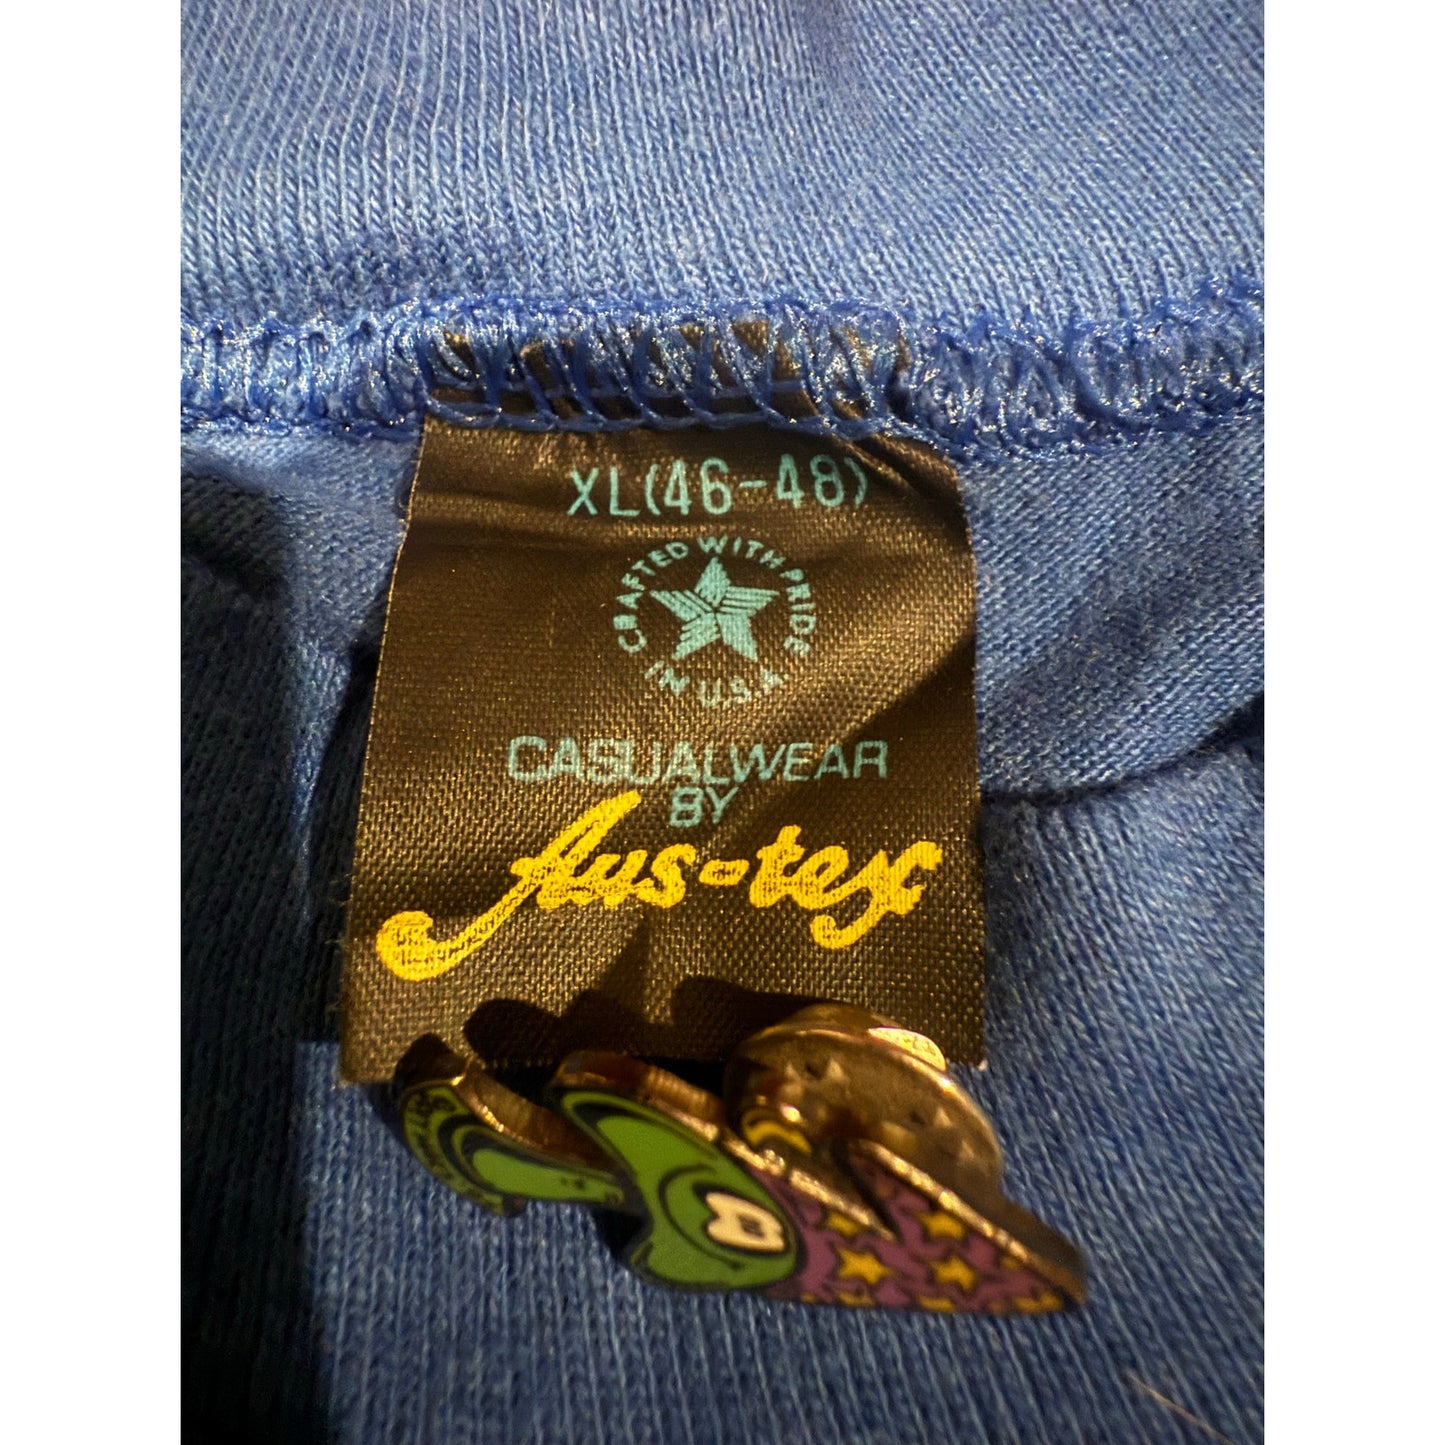 XL(46-48)
CRAFTED WITH PRIDE
IN U.S.A.
CASUALWEAR
BY
Aus-tex